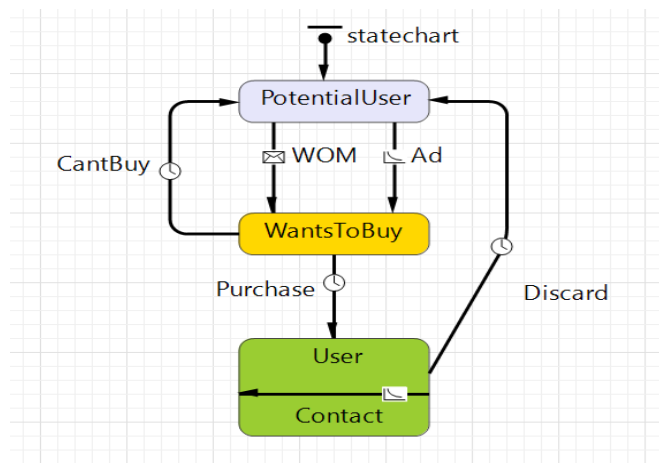 statechart
PotentialUser
CantBuy
WOM
Ad
WantsToBuy
Purchase
Discard
User
Contact